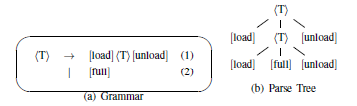 ⟨T⟩ → [load] ⟨T⟩ [unload] (1)
| [full] (2)
(a) Grammar
⟨T⟩
[load] ⟨T⟩ [unload]
[load] [full] [unload]
(b) Parse Tree